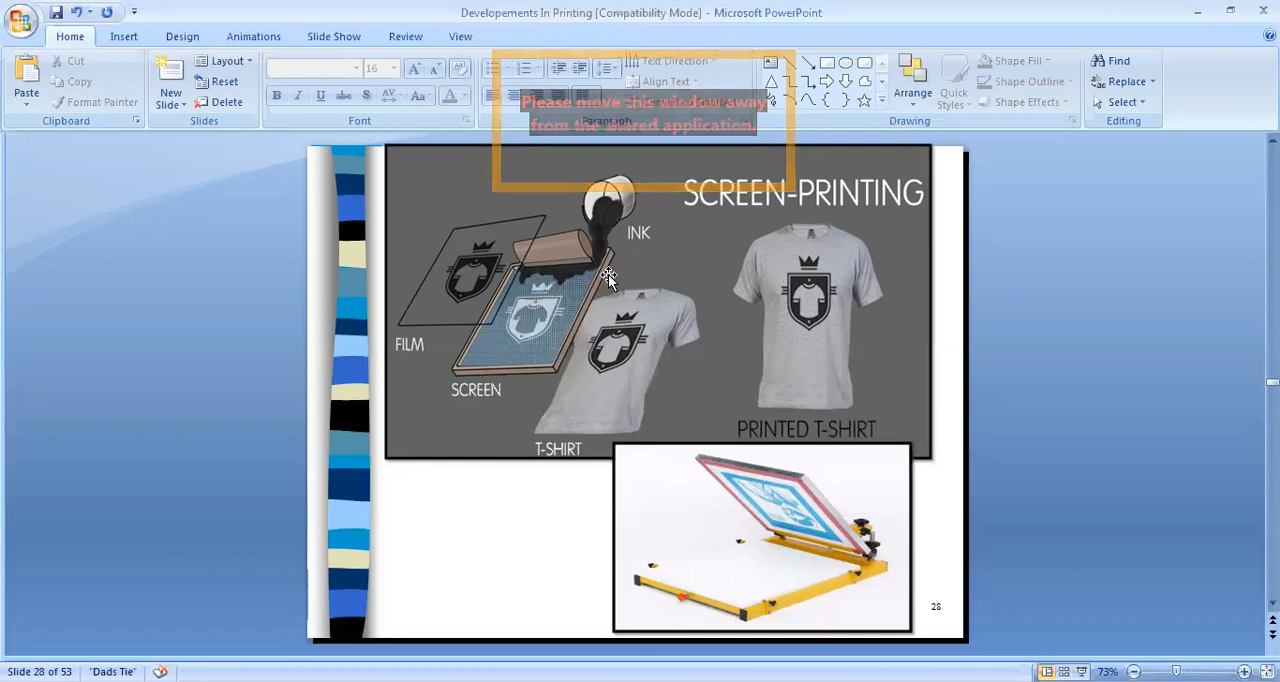 Developements In Printing [Compatibility Mode] - Microsoft PowerPoint
Home Insert Design Animations Slide Show Review View
Paste
Cut
Copy
Format Painter
Clipboard
New Slide
Layout
Reset
Delete
Slides
16
B I U abc S AV Aa A
Font
Text Direction
Align Text
Paragraph
Please move this window away
from the shared application.
Arrange
Quick Styles
Shape Fill
Shape Outline
Shape Effects
Drawing
Find
Replace
Select
Editing
SCREEN-PRINTING
INK
FILM
SCREEN
T-SHIRT
PRINTED T-SHIRT
28
Slide 28 of 53
"Dads Tie"
73%